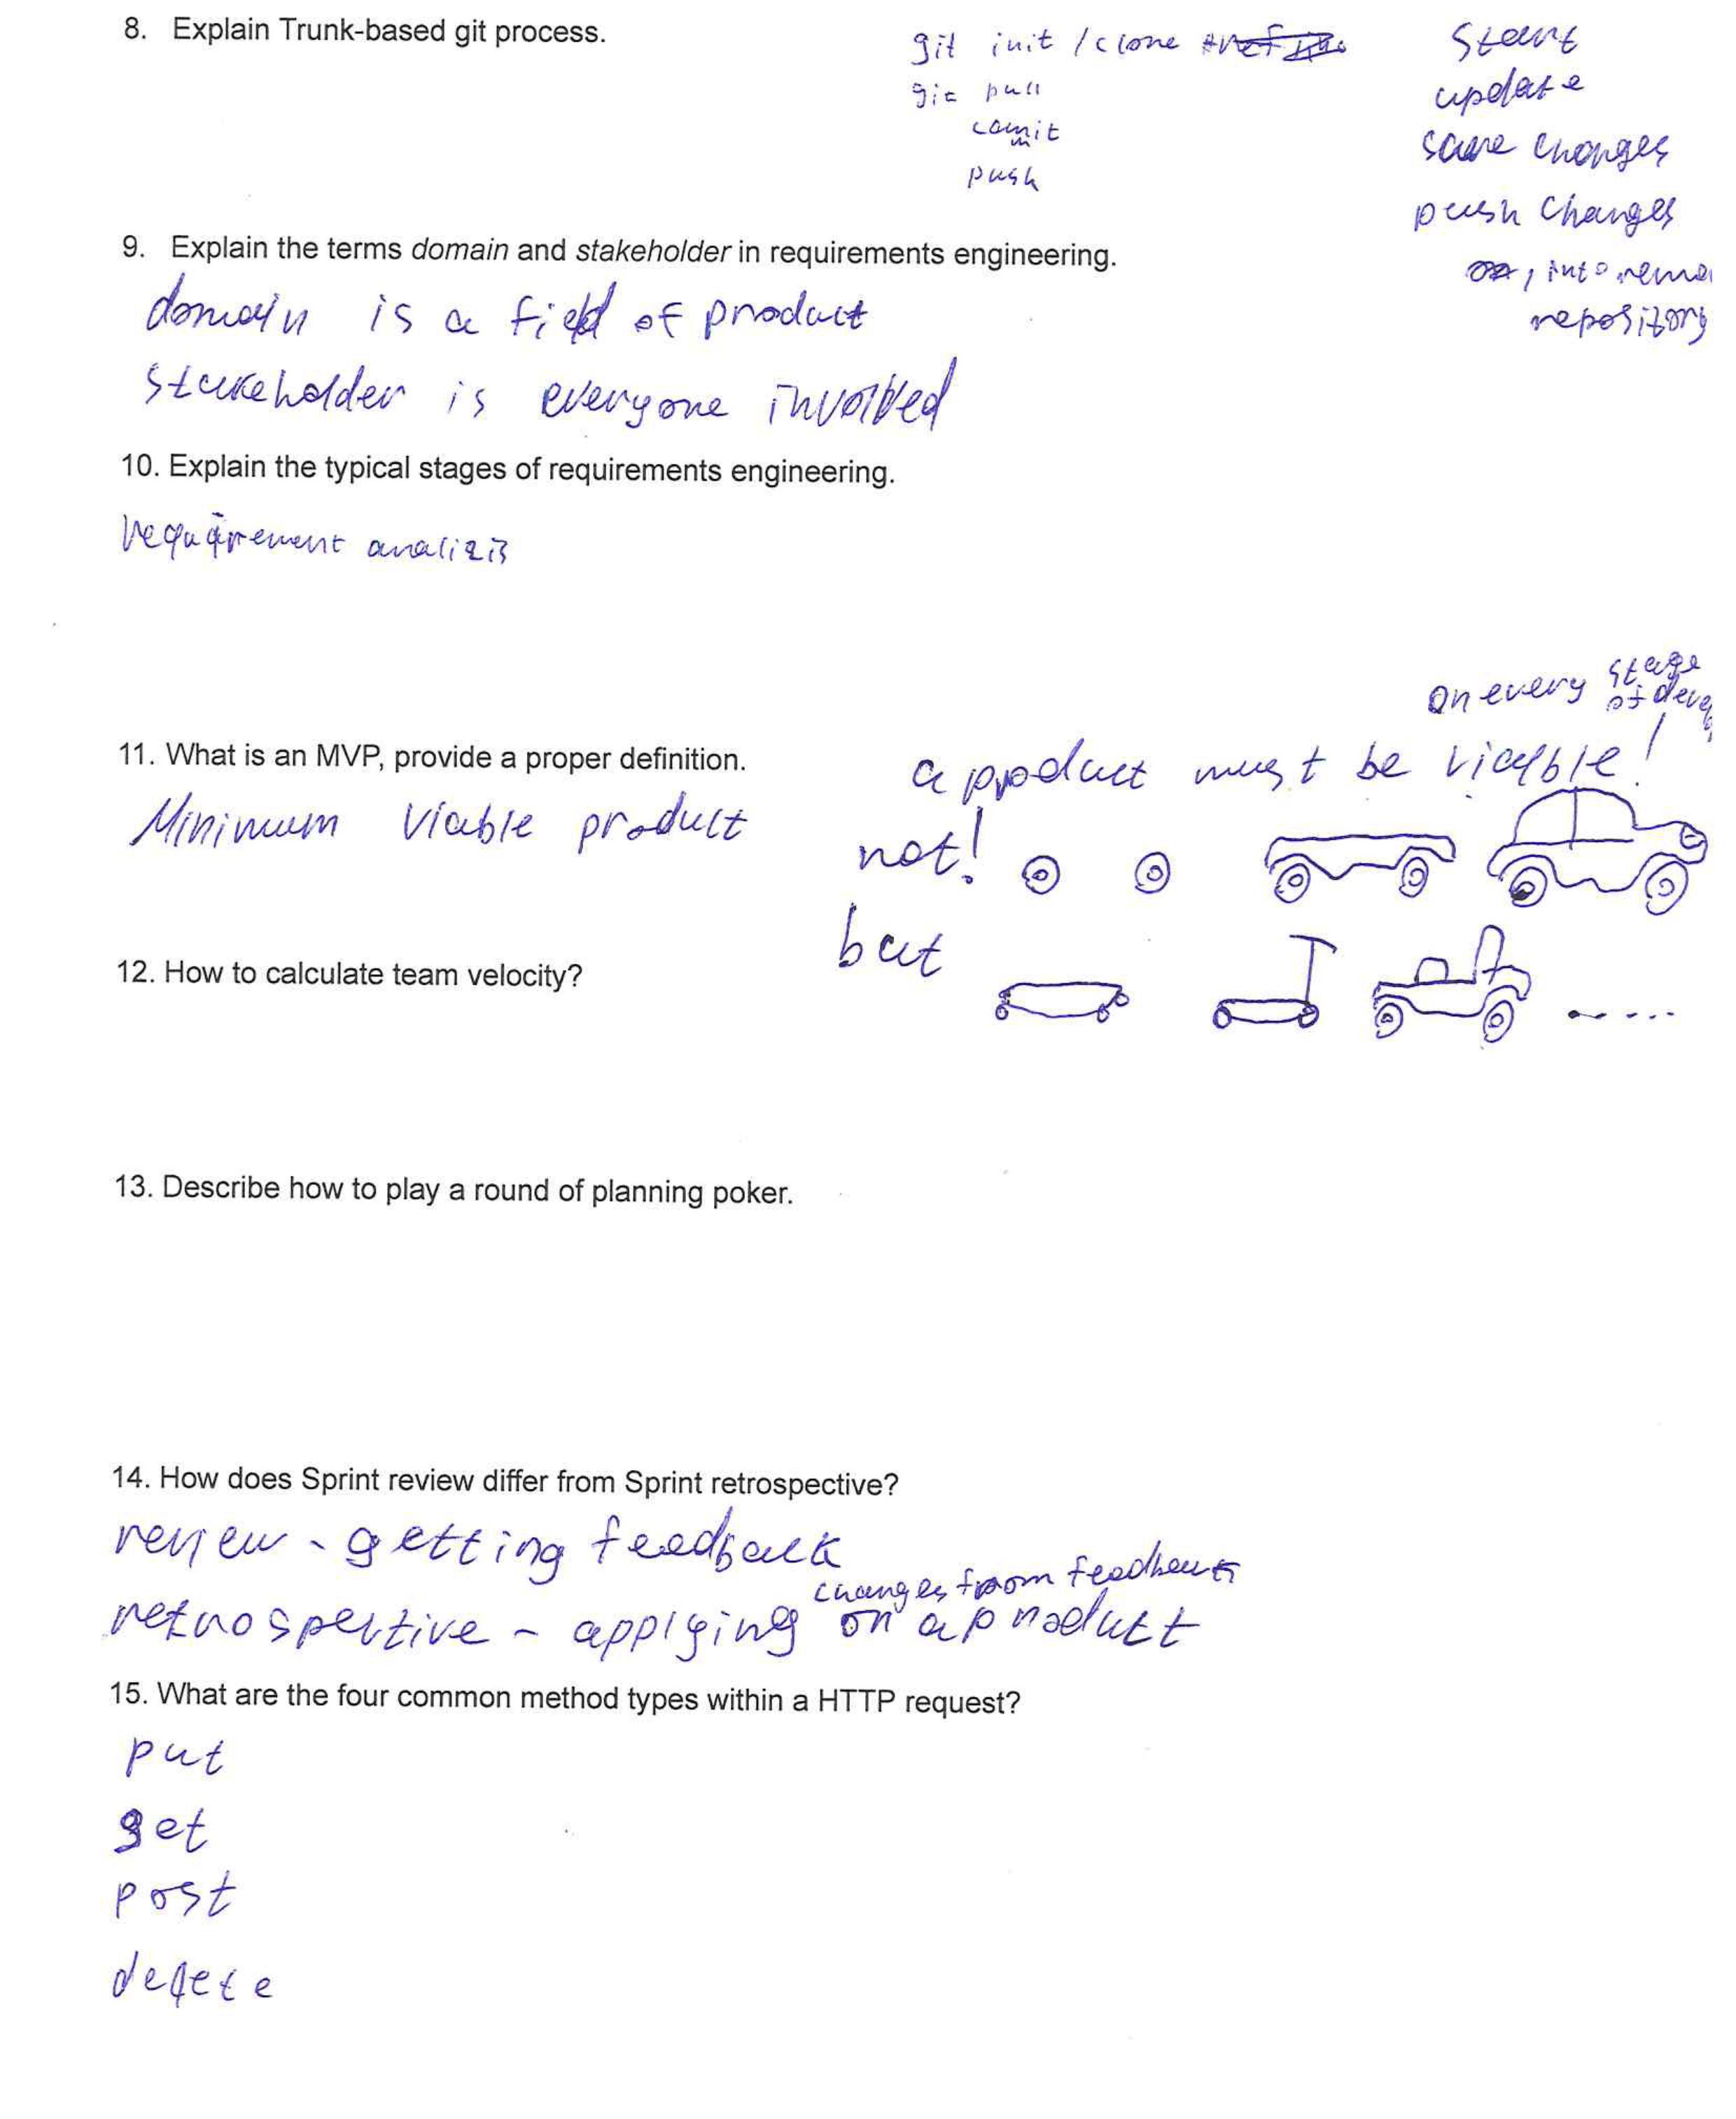 8. Explain Trunk-based git process.
git init / clone
git pull
commit
push
start
update
save changes
push changes
, into remo
repository
9. Explain the terms domain and stakeholder in requirements engineering.
domain is a field of product
stakeholder is everyone involved
10. Explain the typical stages of requirements engineering.
requirement analizis
on every stage
of deve
11. What is an MVP, provide a proper definition.
a product must be viable!
Minimum viable product
not!
but
12. How to calculate team velocity?
13. Describe how to play a round of planning poker.
14. How does Sprint review differ from Sprint retrospective?
review - getting feedback
changes from feedback
retrospective - applying on a product
15. What are the four common method types within a HTTP request?
put
get
post
delete